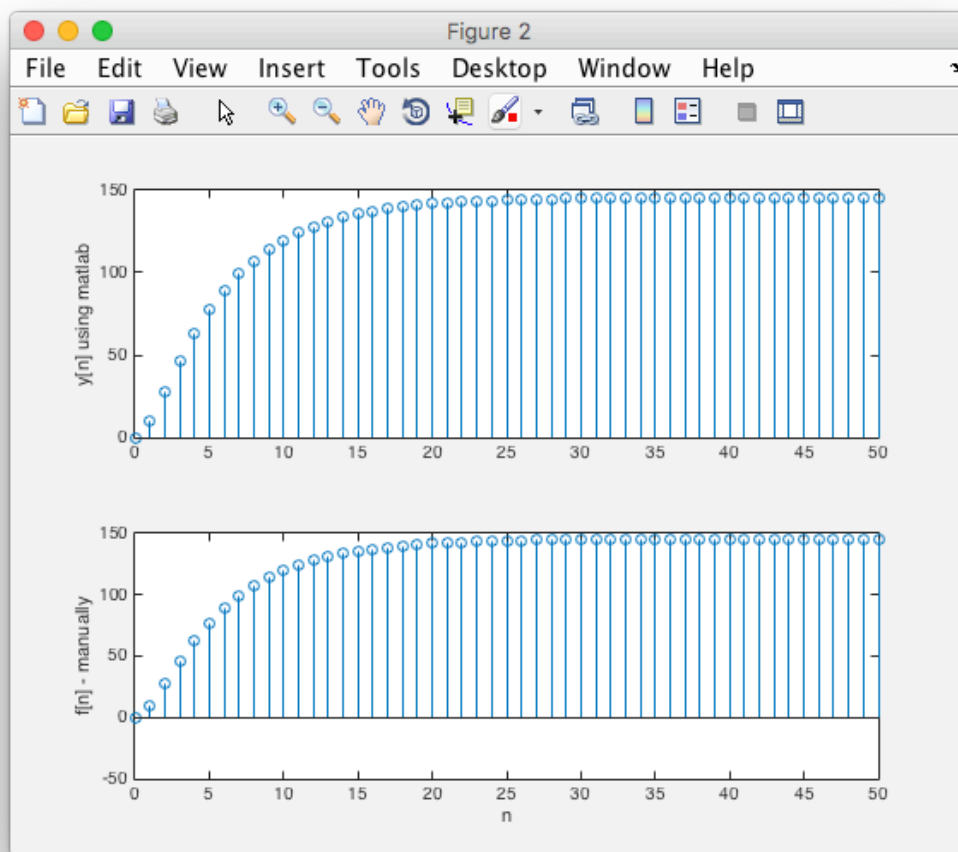 Figure 2
File Edit View Insert Tools Desktop Window Help
150
100
50
0
y[n] using matlab
0 5 10 15 20 25 30 35 40 45 50
150
100
50
0
-50
f[n] - manually
0 5 10 15 20 25 30 35 40 45 50
n